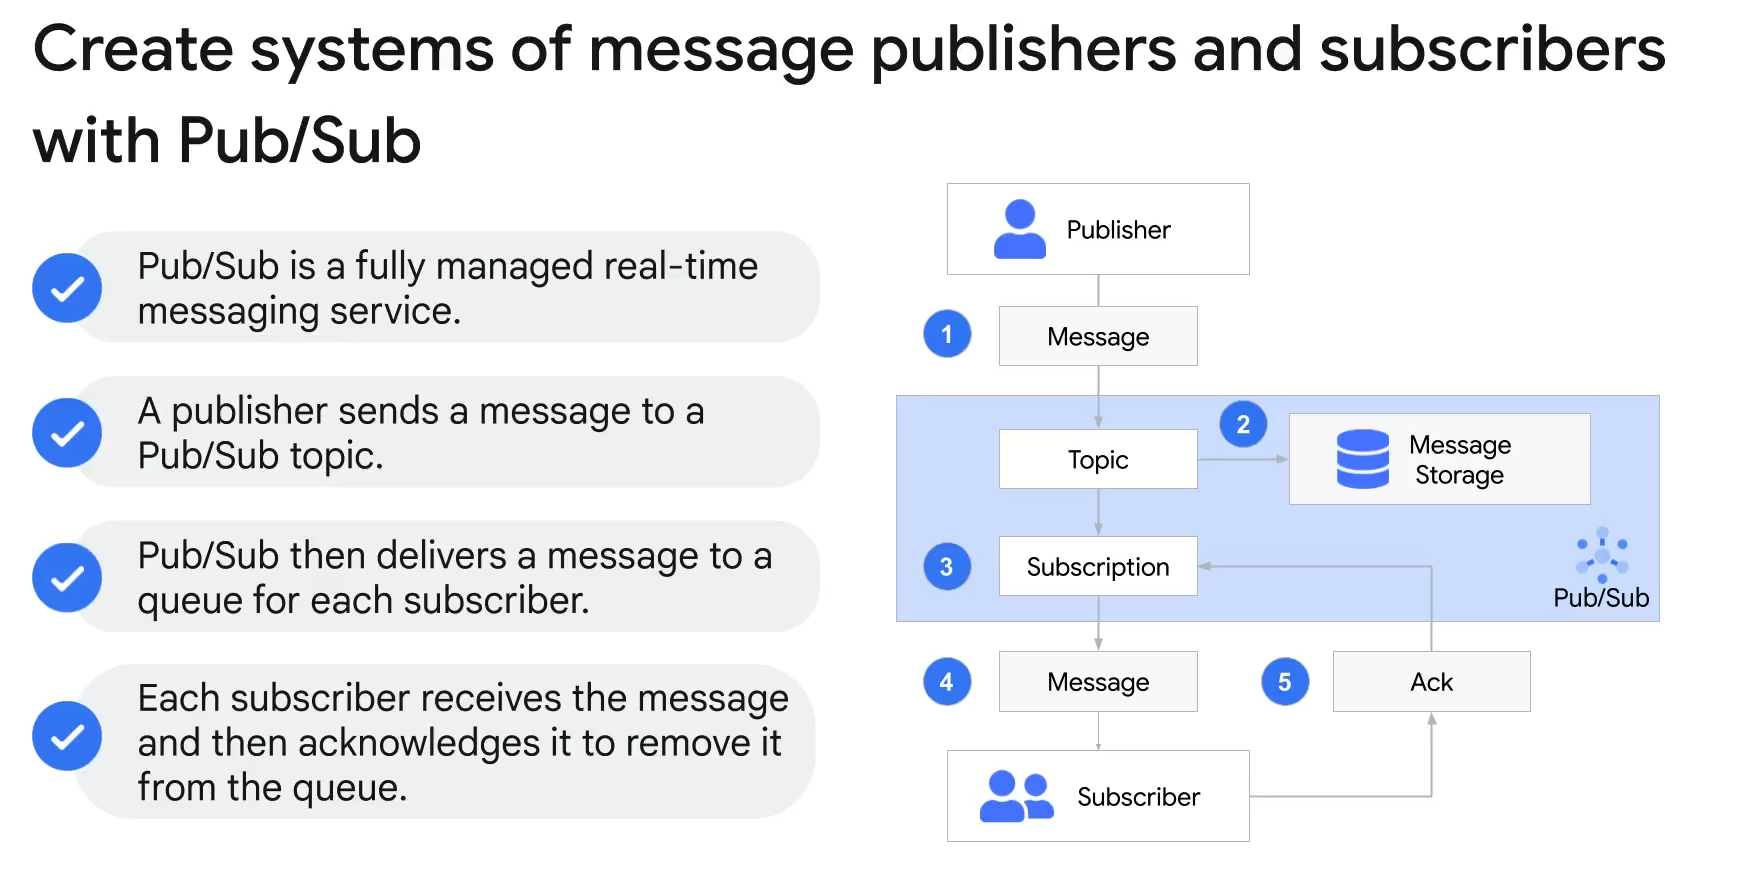 Create systems of message publishers and subscribers
with Pub/Sub
Pub/Sub is a fully managed real-time
messaging service.
A publisher sends a message to a
Pub/Sub topic.
Pub/Sub then delivers a message to a
queue for each subscriber.
Each subscriber receives the message
and then acknowledges it to remove it
from the queue.
Publisher
1
Message
2
Topic
Message
Storage
3
Subscription
Pub/Sub
4
Message
5
Ack
Subscriber